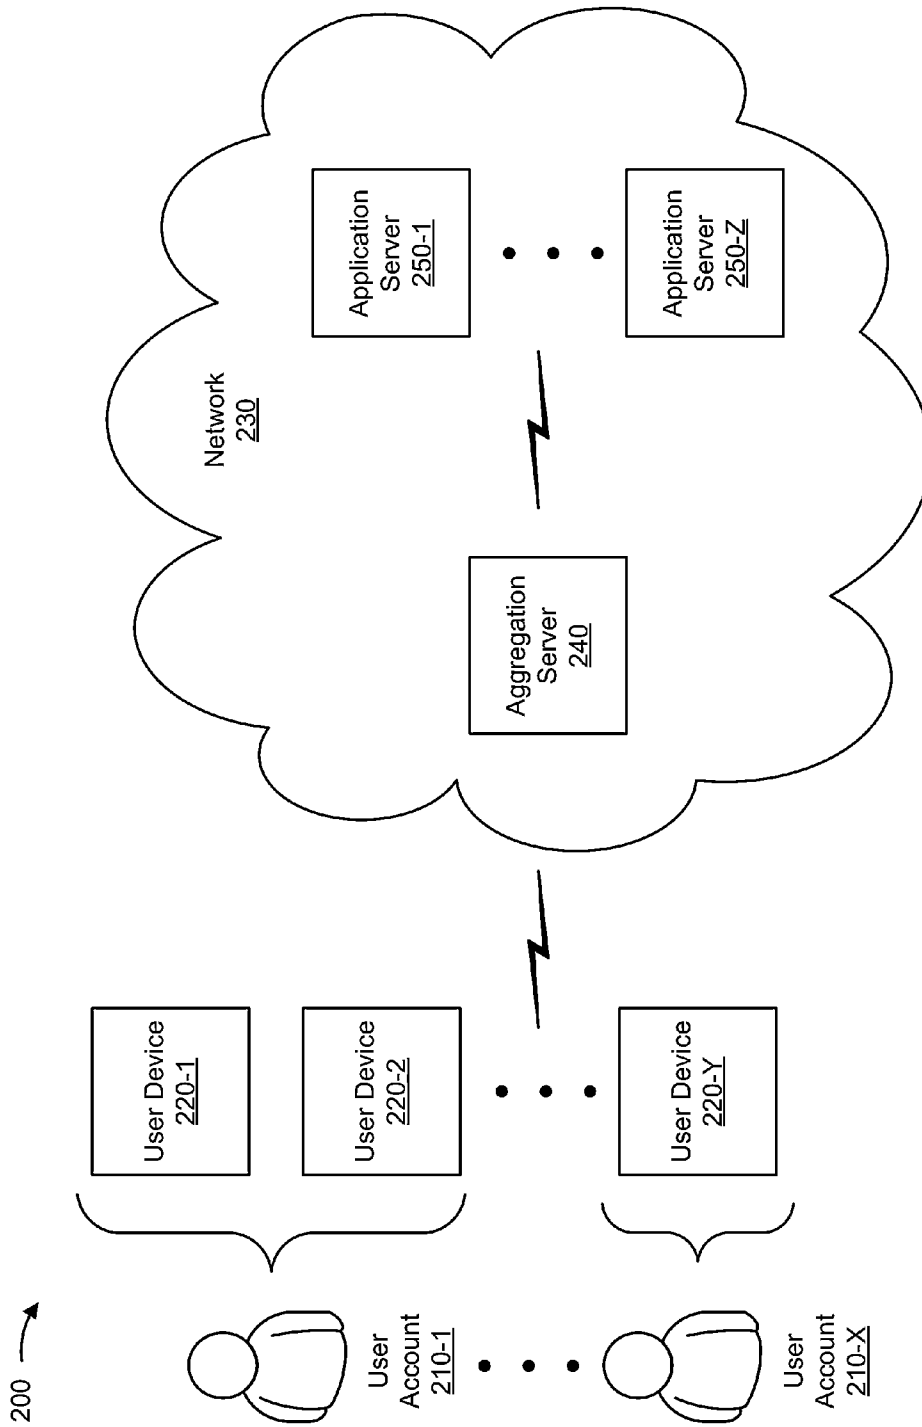 200
User
Account
210-1
User
Account
210-X
User Device
220-1
User Device
220-2
User Device
220-Y
Network
230
Aggregation
Server
240
Application
Server
250-1
Application
Server
250-Z